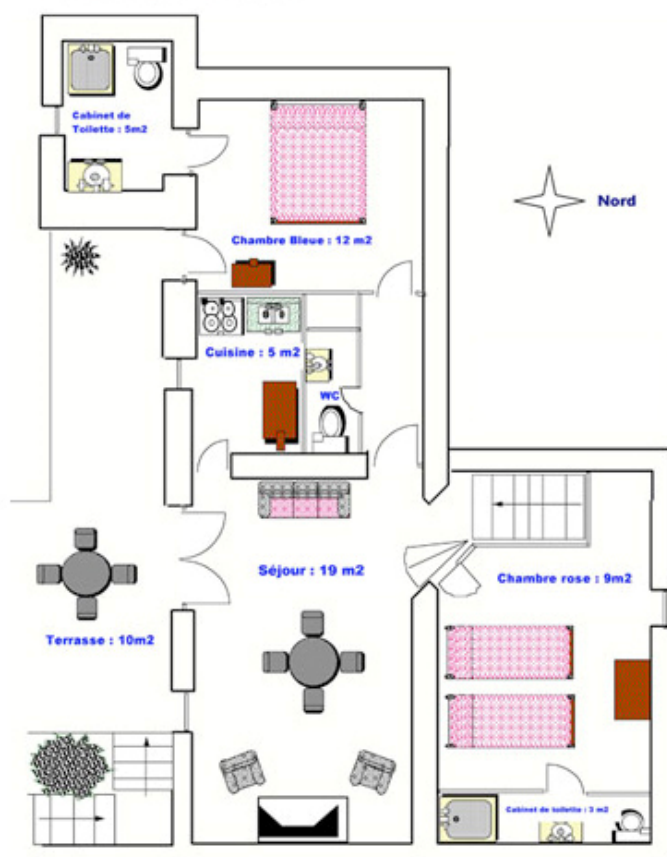 Cabinet de
Toilette : 5m2
Nord
Chambre Bleue : 12 m2
Cuisine : 5 m2
WC
Séjour : 19 m2
Chambre rose : 9m2
Terrasse : 10m2
Cabinet de toilette : 3 m2